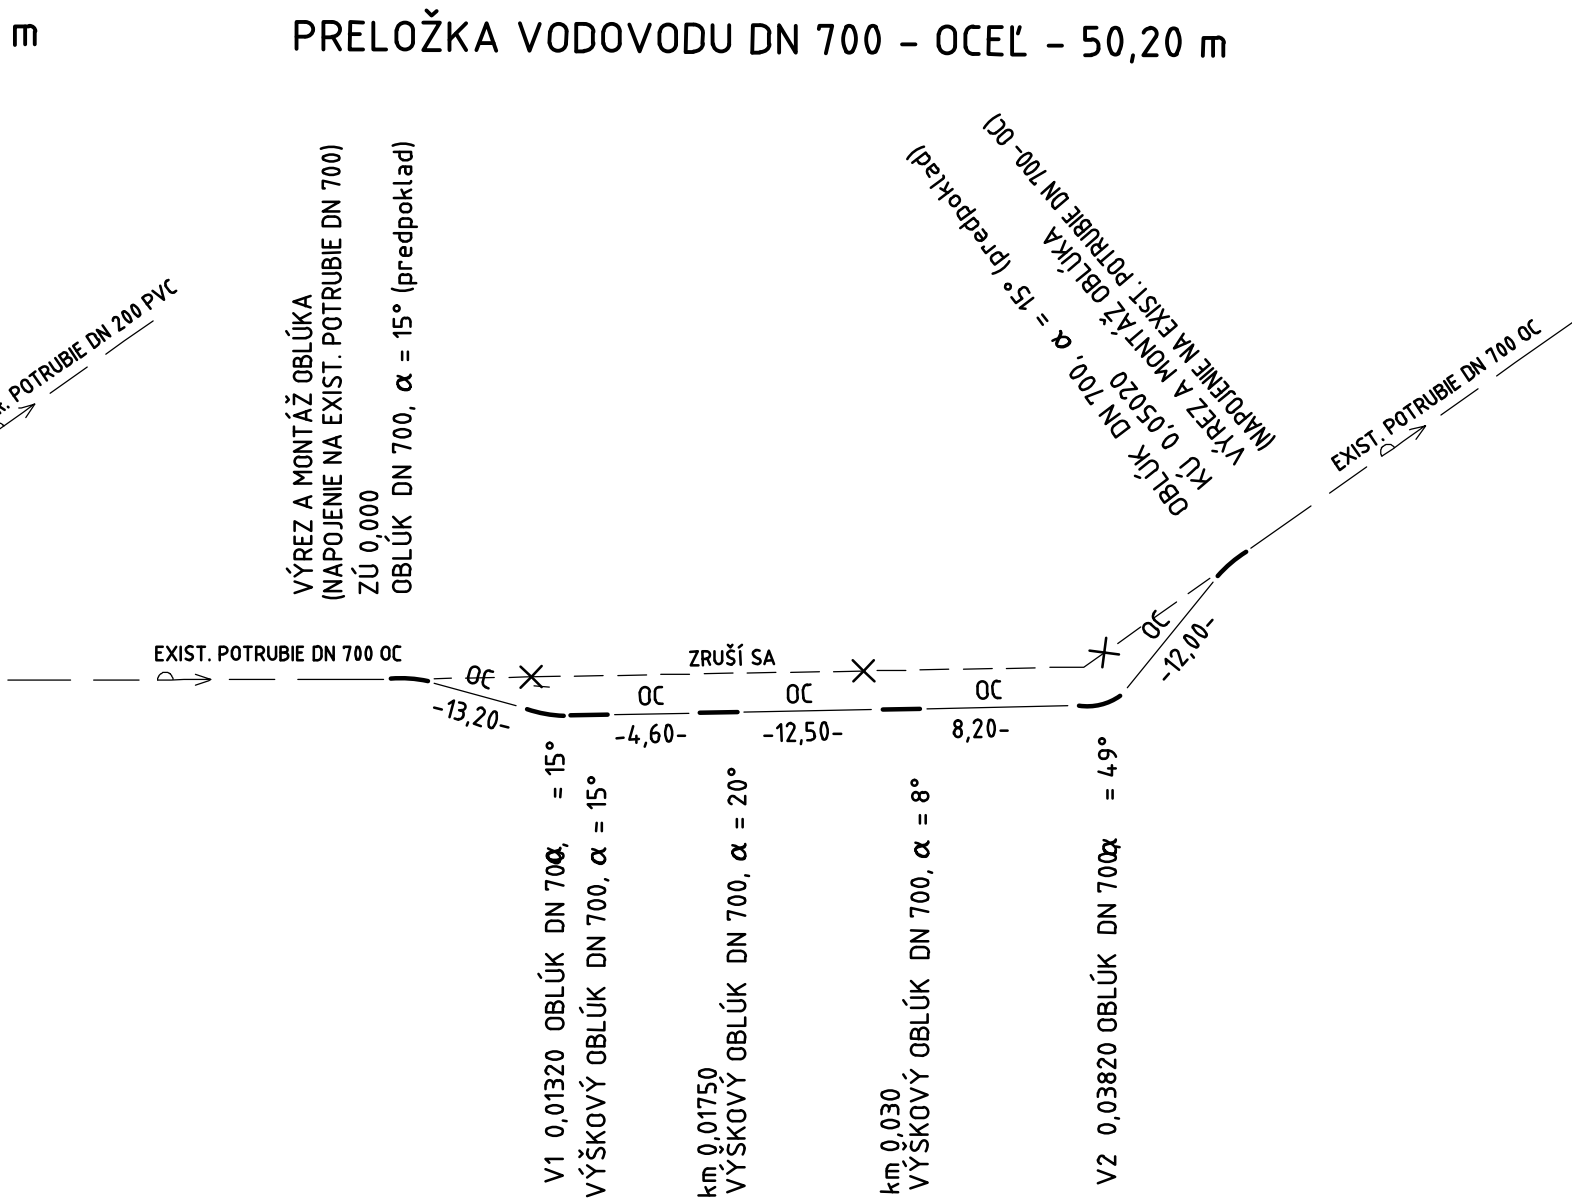 m
PRELOŽKA VODOVODU DN 700 - OCEĽ - 50,20 m
POTRUBIE DN 200 PVC
VÝREZ A MONTÁŽ OBLÚKA
(NAPOJENIE NA EXIST. POTRUBIE DN 700)
ZÚ 0,000
OBLÚK DN 700, α = 15° (predpoklad)
OBLÚK DN 700, α = 15° (predpoklad)
KÚ 0,05020
VÝREZ A MONTÁŽ OBLÚKA
(NAPOJENIE NA EXIST. POTRUBIE DN 700- OC)
EXIST. POTRUBIE DN 700 OC
EXIST. POTRUBIE DN 700 OC
ZRUŠÍ SA
OC
OC
OC
OC
OC
-13,20-
-4,60-
-12,50-
8,20-
-12,00-
V1 0,01320 OBLÚK DN 700, α = 15°
VÝŠKOVÝ OBLÚK DN 700, α = 15°
km 0,01750
VÝŠKOVÝ OBLÚK DN 700, α = 20°
km 0,030
VÝŠKOVÝ OBLÚK DN 700, α = 8°
V2 0,03820 OBLÚK DN 700, α = 49°